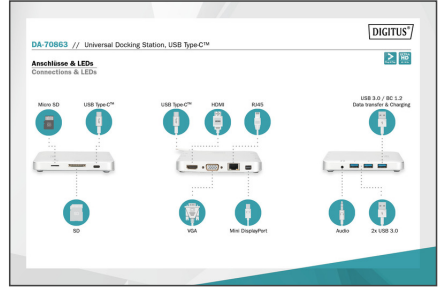 DIGITUS®
DA-70863 // Universal Docking Station, USB Type-C™
Anschlüsse & LEDs
Connections & LEDs
Micro SD
USB Type-C™
USB Type-C™
HDMI
RJ45
USB 3.0 / BC 1.2
Data transfer & Charging
SD
VGA
Mini DisplayPort
Audio
2x USB 3.0